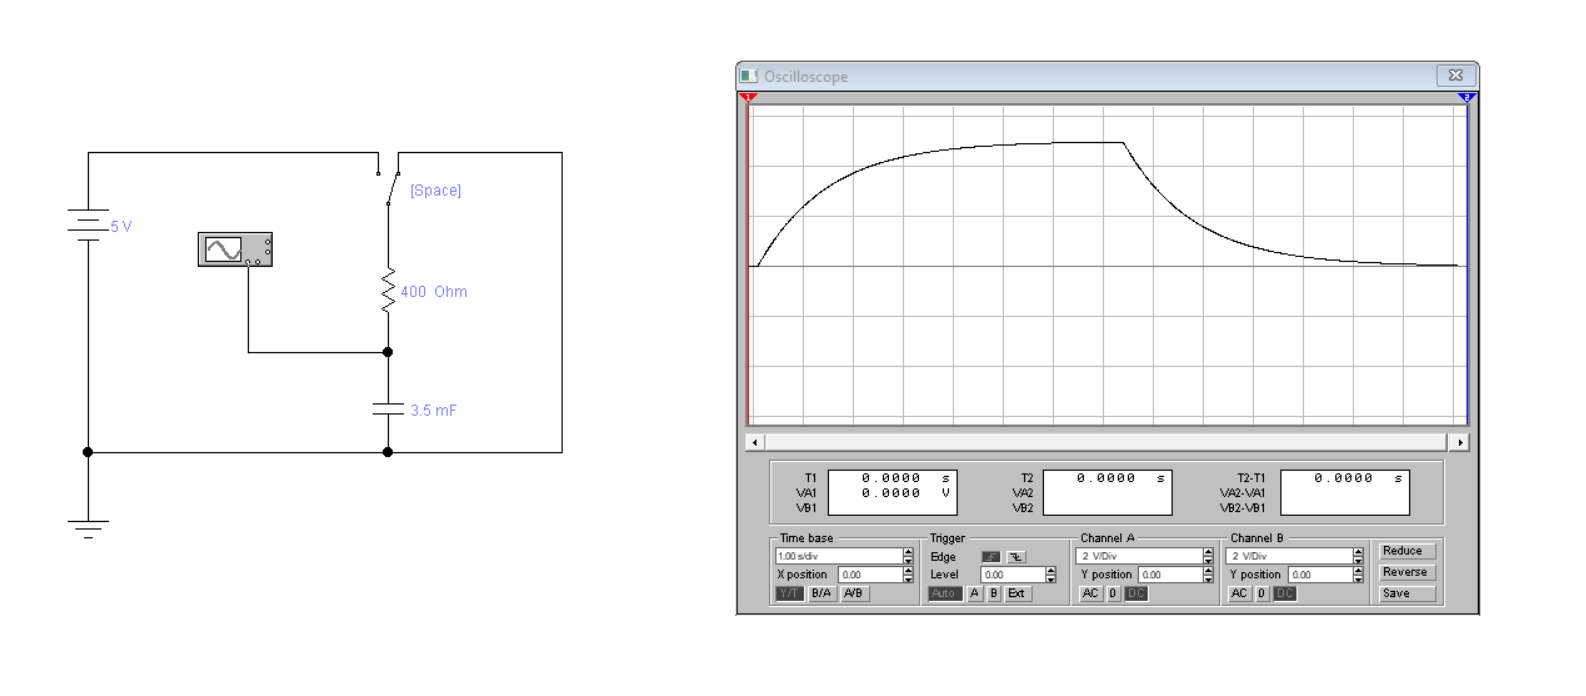 Oscilloscope
1
2
[Space]
5 V
400 Ohm
3.5 mF
T1 0.0000 s
VA1 0.0000 V
VB1
T2 0.0000 s
VA2
VB2
T2-T1 0.0000 s
VA2-VA1
VB2-VB1
Time base
1.00 s/div
X position 0.00
Y/T B/A A/B
Trigger
Edge
Level 0.00
Auto A B Ext
Channel A
2 V/Div
Y position 0.00
AC 0 DC
Channel B
2 V/Div
Y position 0.00
AC 0 DC
Reduce
Reverse
Save